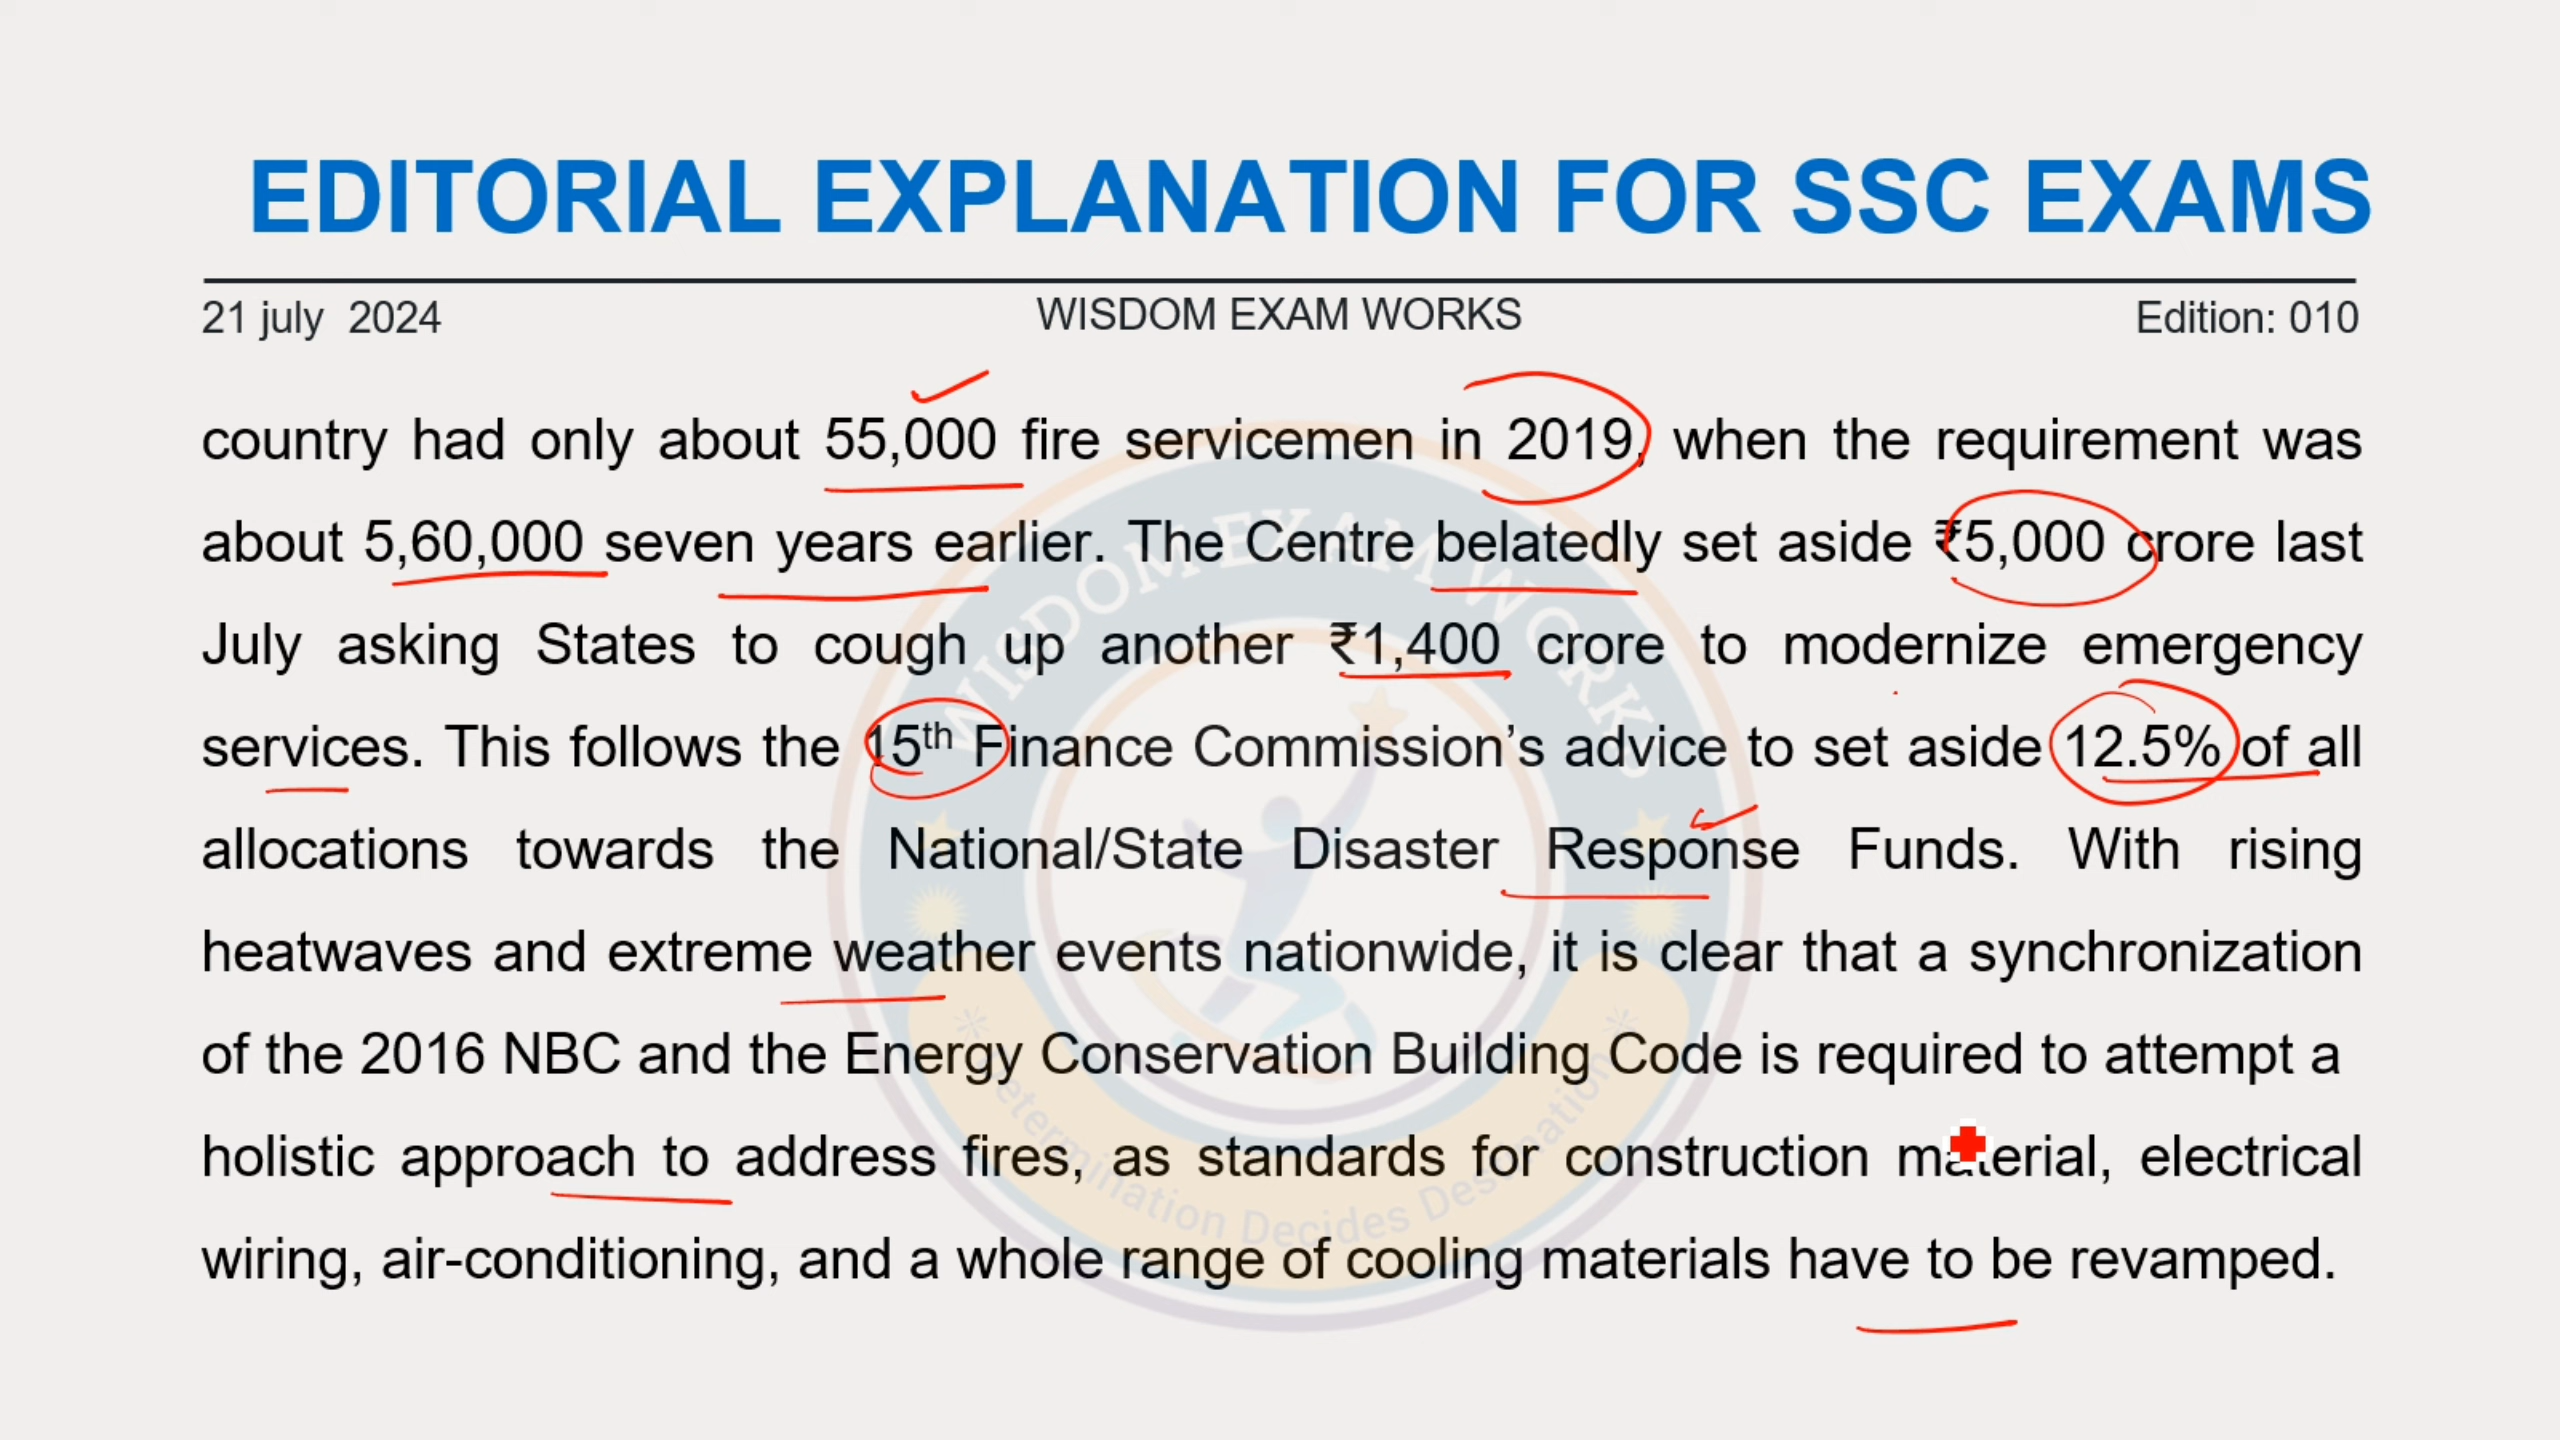 EDITORIAL EXPLANATION FOR SSC EXAMS
21 july 2024 WISDOM EXAM WORKS Edition: 010
country had only about 55,000 fire servicemen in 2019, when the requirement was
about 5,60,000 seven years earlier. The Centre belatedly set aside ₹5,000 crore last
July asking States to cough up another ₹1,400 crore to modernize emergency
services. This follows the 15th Finance Commission’s advice to set aside 12.5% of all
allocations towards the National/State Disaster Response Funds. With rising
heatwaves and extreme weather events nationwide, it is clear that a synchronization
of the 2016 NBC and the Energy Conservation Building Code is required to attempt a
holistic approach to address fires, as standards for construction material, electrical
wiring, air-conditioning, and a whole range of cooling materials have to be revamped.
WISDOM EXAM WORKS
* Determination Decides Destination *